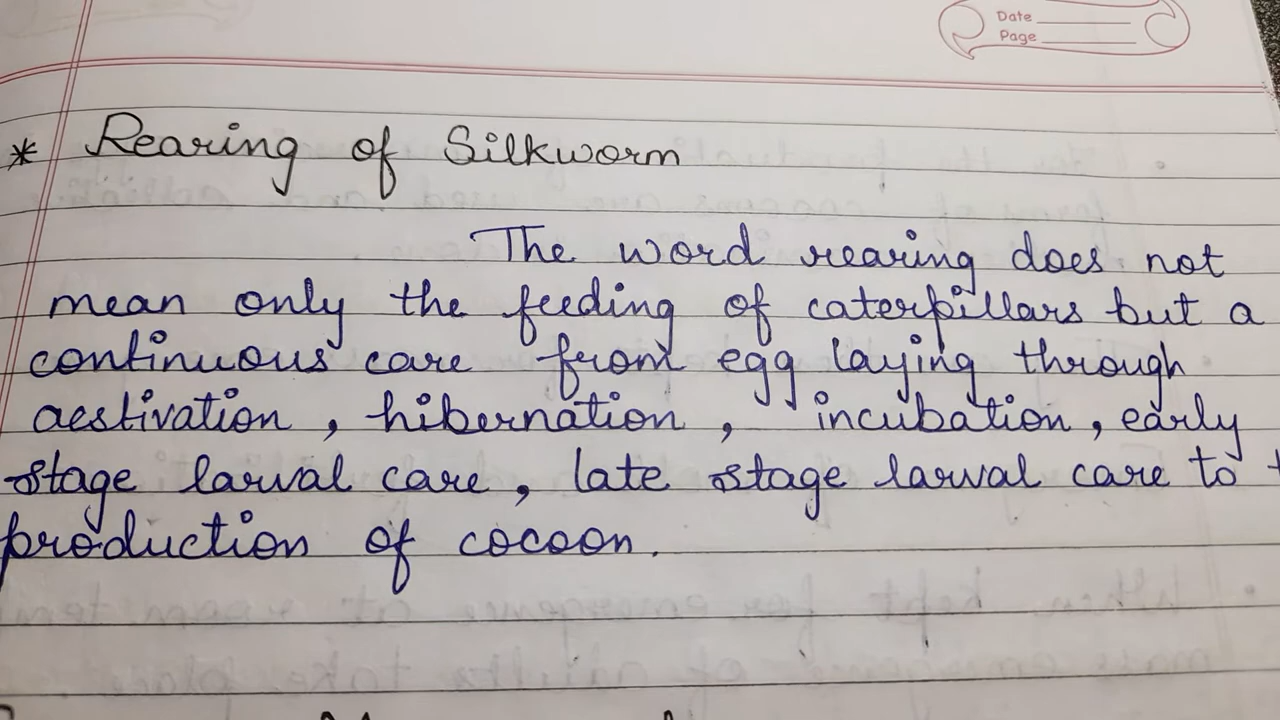 Date
Page
* Rearing of Silkworm
The word rearing does not
mean only the feeding of caterpillars but a
continuous care from egg laying through
aestivation, hibernation, incubation, early
stage larval care, late stage larval care to
production of cocoon.